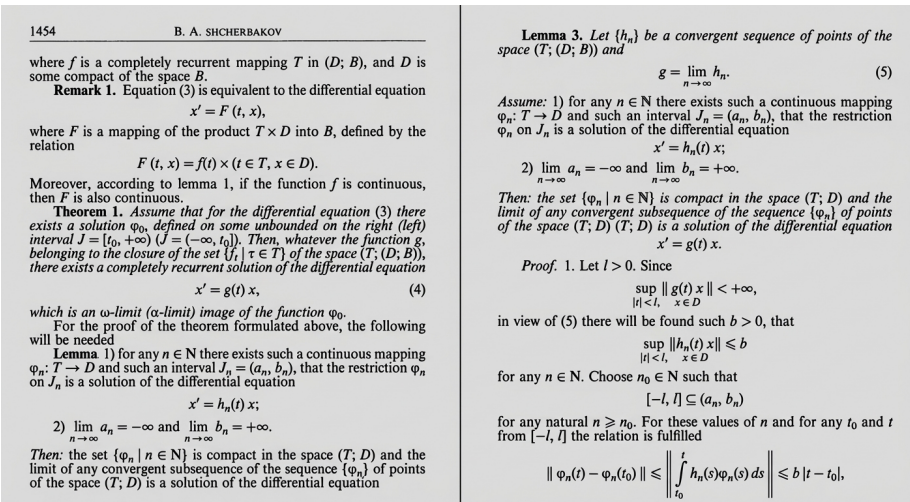 1454 B. A. SHCHERBAKOV
where f is a completely recurrent mapping T in (D; B), and D is
some compact of the space B.
Remark 1. Equation (3) is equivalent to the differential equation
x′ = F (t, x),
where F is a mapping of the product T × D into B, defined by the
relation
F (t, x) = f(t) × (t ∈ T, x ∈ D).
Moreover, according to lemma 1, if the function f is continuous,
then F is also continuous.
Theorem 1. Assume that for the differential equation (3) there
exists a solution φ₀, defined on some unbounded on the right (left)
interval J = [t₀, +∞) (J = (−∞, t₀]). Then, whatever the function g,
belonging to the closure of the set {fₜ | τ ∈ T} of the space (T; (D; B)),
there exists a completely recurrent solution of the differential equation
x′ = g(t) x, (4)
which is an ω-limit (α-limit) image of the function φ₀.
For the proof of the theorem formulated above, the following
will be needed
Lemma 1) for any n ∈ N there exists such a continuous mapping
φₙ: T → D and such an interval Jₙ = (aₙ, bₙ), that the restriction φₙ
on Jₙ is a solution of the differential equation
x′ = hₙ(t) x;
2) lim aₙ = −∞ and lim bₙ = +∞.
n→∞ n→∞
Then: the set {φₙ | n ∈ N} is compact in the space (T; D) and the
limit of any convergent subsequence of the sequence {φₙ} of points
of the space (T; D) is a solution of the differential equation
Lemma 3. Let {hₙ} be a convergent sequence of points of the
space (T; (D; B)) and
g = lim hₙ. (5)
n→∞
Assume: 1) for any n ∈ N there exists such a continuous mapping
φₙ: T → D and such an interval Jₙ = (aₙ, bₙ), that the restriction
φₙ on Jₙ is a solution of the differential equation
x′ = hₙ(t) x;
2) lim aₙ = −∞ and lim bₙ = +∞.
n→∞ n→∞
Then: the set {φₙ | n ∈ N} is compact in the space (T; D) and the
limit of any convergent subsequence of the sequence {φₙ} of points
of the space (T; D) (T; D) is a solution of the differential equation
x′ = g(t) x.
Proof. 1. Let l > 0. Since
sup ‖ g(t) x ‖ < +∞,
|t|<l, x∈D
in view of (5) there will be found such b > 0, that
sup ‖hₙ(t) x‖ ⩽ b
|t|<l, x∈D
for any n ∈ N. Choose n₀ ∈ N such that
[−l, l] ⊆ (aₙ, bₙ)
for any natural n ⩾ n₀. For these values of n and for any t₀ and t
from [−l, l] the relation is fulfilled
‖ φₙ(t) − φₙ(t₀) ‖ ⩽ ‖ ∫ₜ₀ᵗ hₙ(s)φₙ(s) ds ‖ ⩽ b |t − t₀|,